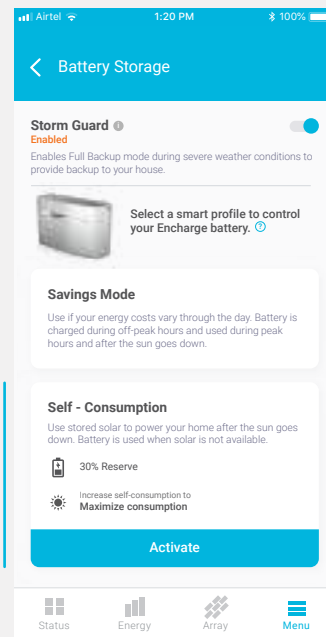 Airtel 1:20 PM 100%
Battery Storage
Storm Guard
Enabled
Enables Full Backup mode during severe weather conditions to
provide backup to your house.
Select a smart profile to control
your Encharge battery. ?
Savings Mode
Use if your energy costs vary through the day. Battery is
charged during off-peak hours and used during peak
hours and after the sun goes down.
Self - Consumption
Use stored solar to power your home after the sun goes
down. Battery is used when solar is not available.
30% Reserve
Increase self-consumption to
Maximize consumption
Activate
Status Energy Array Menu